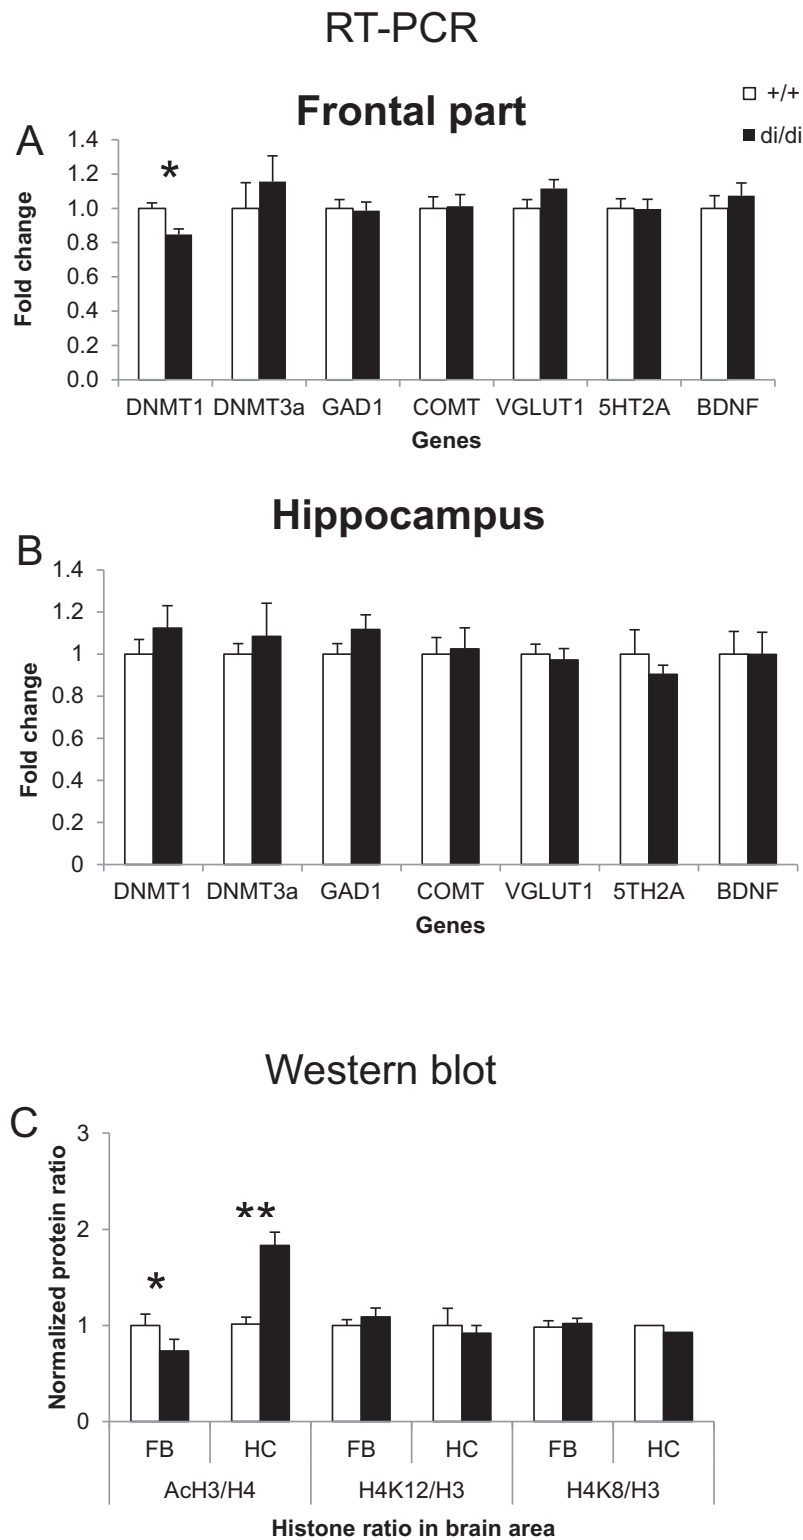 RT-PCR
Frontal part
+/+
di/di
A
*
Fold change
1.4
1.2
1.0
0.8
0.6
0.4
0.2
0.0
DNMT1 DNMT3a GAD1 COMT VGLUT1 5HT2A BDNF
Genes
Hippocampus
B
Fold change
1.4
1.2
1
0.8
0.6
0.4
0.2
0
DNMT1 DNMT3a GAD1 COMT VGLUT1 5TH2A BDNF
Genes
Western blot
C
Normalized protein ratio
3
2
1
0
*
**
FB HC FB HC FB HC
AcH3/H4 H4K12/H3 H4K8/H3
Histone ratio in brain area